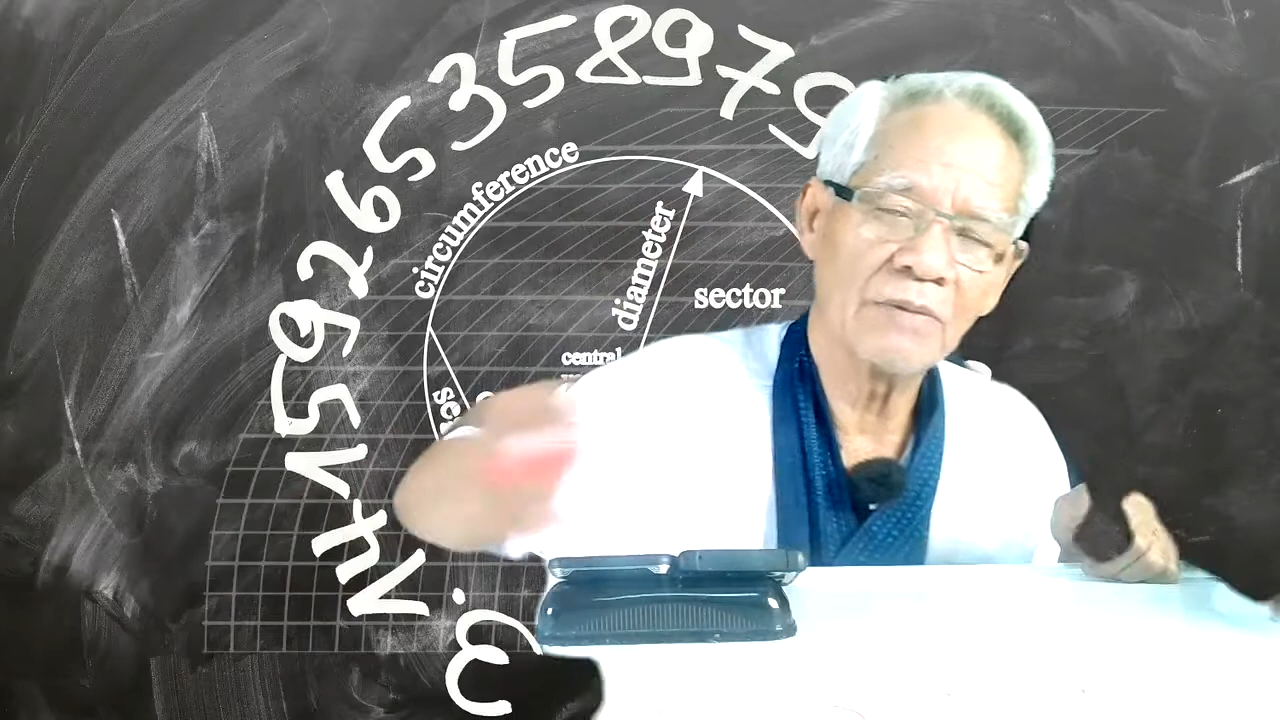 3.14159265358979
circumference
diameter
sector
central